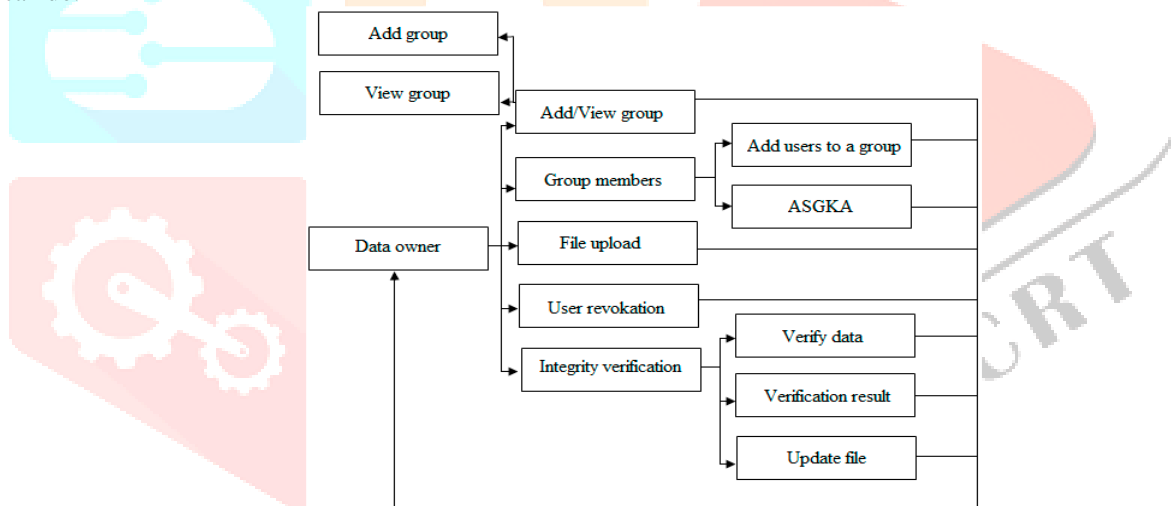 Add group
View group
Add/View group
Add users to a group
Group members
ASGKA
Data owner
File upload
User revokation
Integrity verification
Verify data
Verification result
Update file
CRT